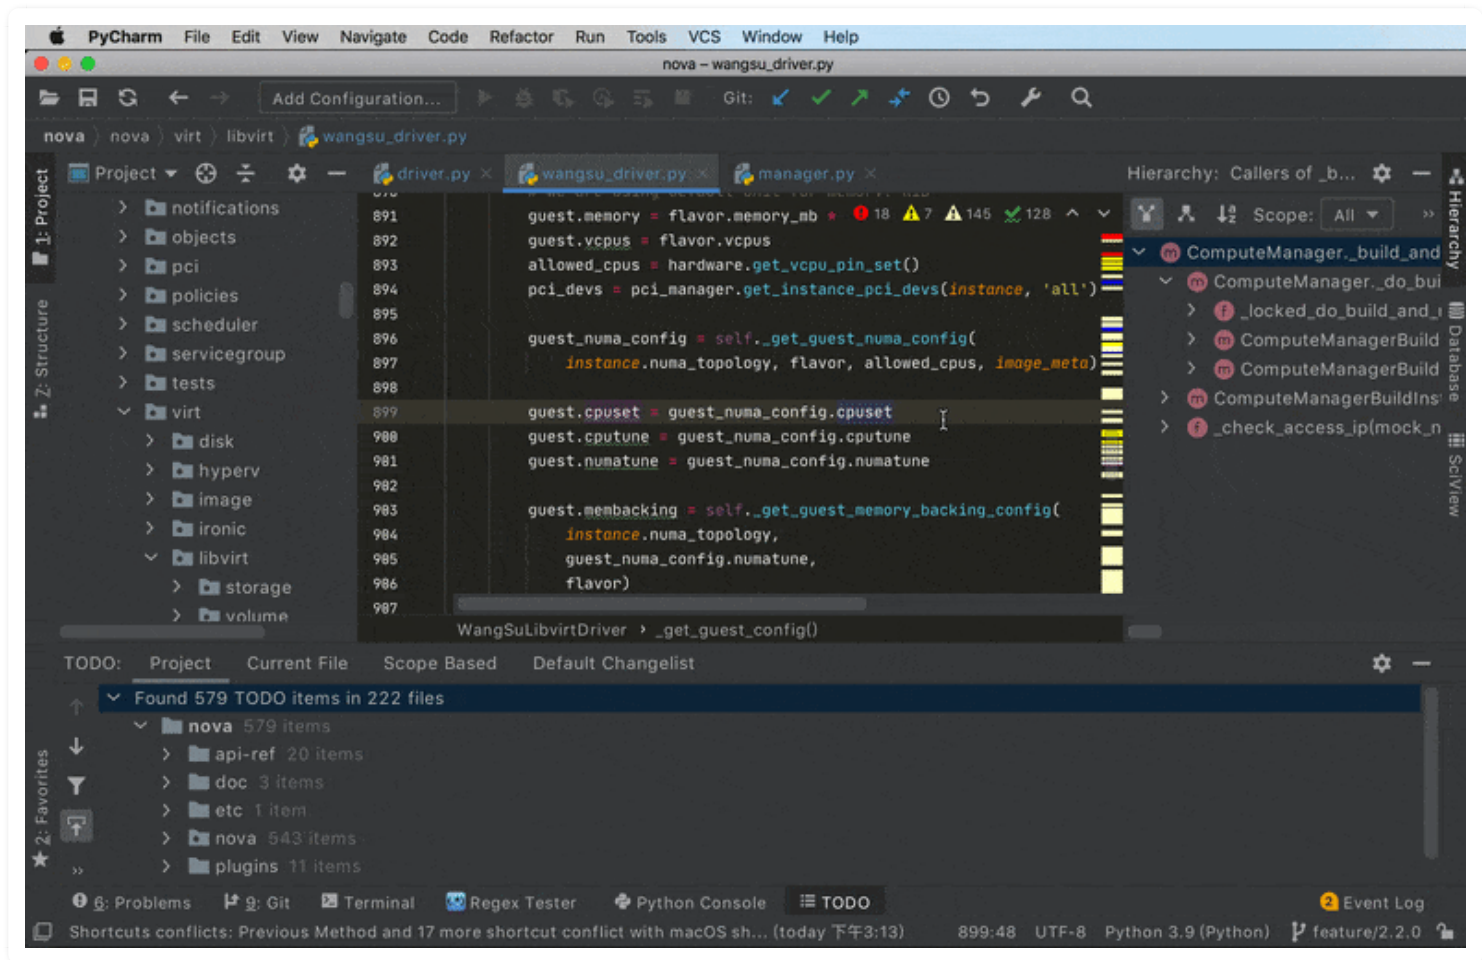 PyCharm File Edit View Navigate Code Refactor Run Tools VCS Window Help
nova – wangsu_driver.py
Add Configuration... Git:
nova nova virt libvirt wangsu_driver.py
1: Project
Z: Structure
2: Favorites
Project
notifications
objects
pci
policies
scheduler
servicegroup
tests
virt
disk
hyperv
image
ironic
libvirt
storage
volume
driver.py wangsu_driver.py manager.py
891 guest.memory = flavor.memory_mb * 18 7 145 128
892 guest.vcpus = flavor.vcpus
893 allowed_cpus = hardware.get_vcpu_pin_set()
894 pci_devs = pci_manager.get_instance_pci_devs(instance, 'all')
895
896 guest_numa_config = self._get_guest_numa_config(
897 instance.numa_topology, flavor, allowed_cpus, image_meta)
898
899 guest.cpuset = guest_numa_config.cpuset
900 guest.cputune = guest_numa_config.cputune
901 guest.numatune = guest_numa_config.numatune
902
903 guest.membacking = self._get_guest_memory_backing_config(
904 instance.numa_topology,
905 guest_numa_config.numatune,
906 flavor)
907
WangSuLibvirtDriver › _get_guest_config()
Hierarchy: Callers of _b...
Scope: All »
ComputeManager._build_and
ComputeManager._do_bui
_locked_do_build_and_
ComputeManagerBuild
ComputeManagerBuild
ComputeManagerBuildIns
_check_access_ip(mock_n
Hierarchy
Database
SciView
TODO: Project Current File Scope Based Default Changelist
Found 579 TODO items in 222 files
nova 579 items
api-ref 20 items
doc 3 items
etc 1 item
nova 543 items
plugins 11 items
»
6: Problems 9: Git Terminal Regex Tester Python Console TODO 2 Event Log
Shortcuts conflicts: Previous Method and 17 more shortcut conflict with macOS sh... (today 下午3:13) 899:48 UTF-8 Python 3.9 (Python) feature/2.2.0